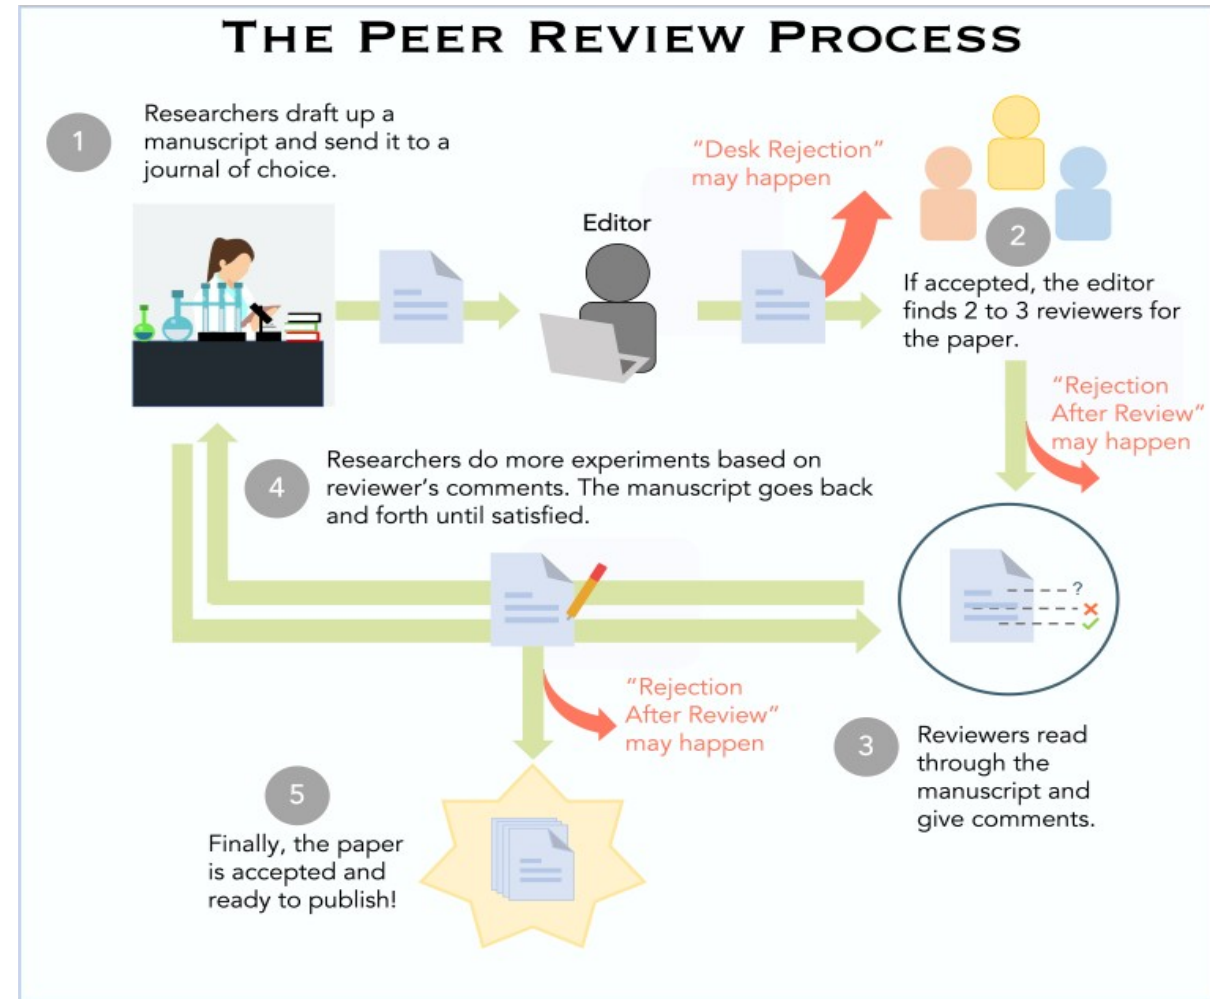 THE PEER REVIEW PROCESS
1
Researchers draft up a
manuscript and send it to a
journal of choice.
Editor
“Desk Rejection”
may happen
2
If accepted, the editor
finds 2 to 3 reviewers for
the paper.
“Rejection
After Review”
may happen
?
3
Reviewers read
through the
manuscript and
give comments.
4
Researchers do more experiments based on
reviewer’s comments. The manuscript goes back
and forth until satisfied.
“Rejection
After Review”
may happen
5
Finally, the paper
is accepted and
ready to publish!